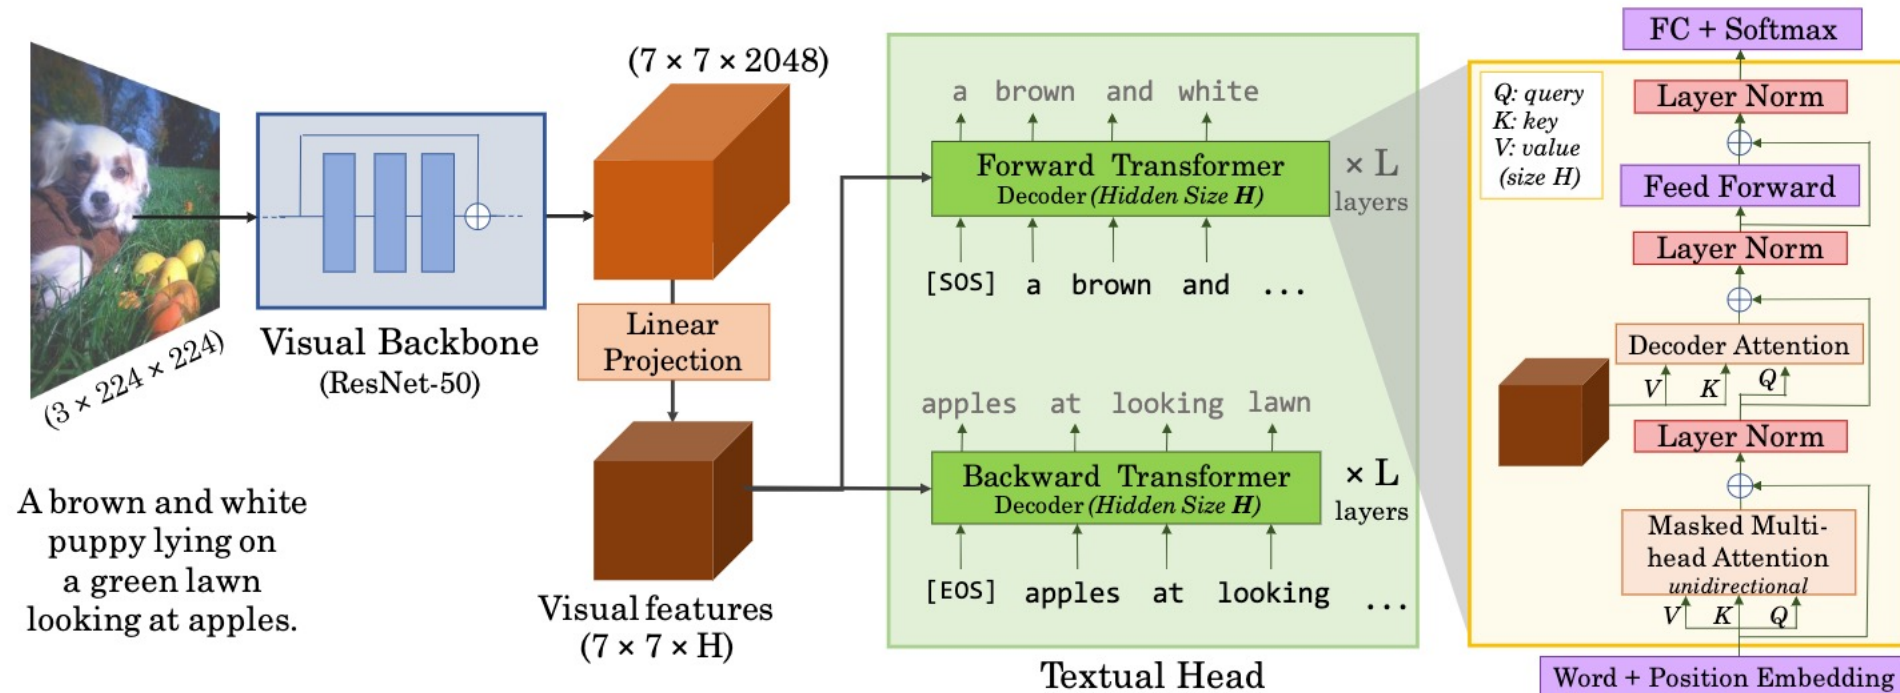 (3 × 224 × 224)
A brown and white
puppy lying on
a green lawn
looking at apples.
Visual Backbone
(ResNet-50)
(7 × 7 × 2048)
Linear
Projection
Visual features
(7 × 7 × H)
a brown and white
Forward Transformer
Decoder (Hidden Size H)
× L
layers
[SOS] a brown and ...
apples at looking lawn
Backward Transformer
Decoder (Hidden Size H)
× L
layers
[EOS] apples at looking ...
Textual Head
FC + Softmax
Q: query
K: key
V: value
(size H)
Layer Norm
Feed Forward
Layer Norm
Decoder Attention
V K Q
Layer Norm
Masked Multi-
head Attention
unidirectional
V K Q
Word + Position Embedding